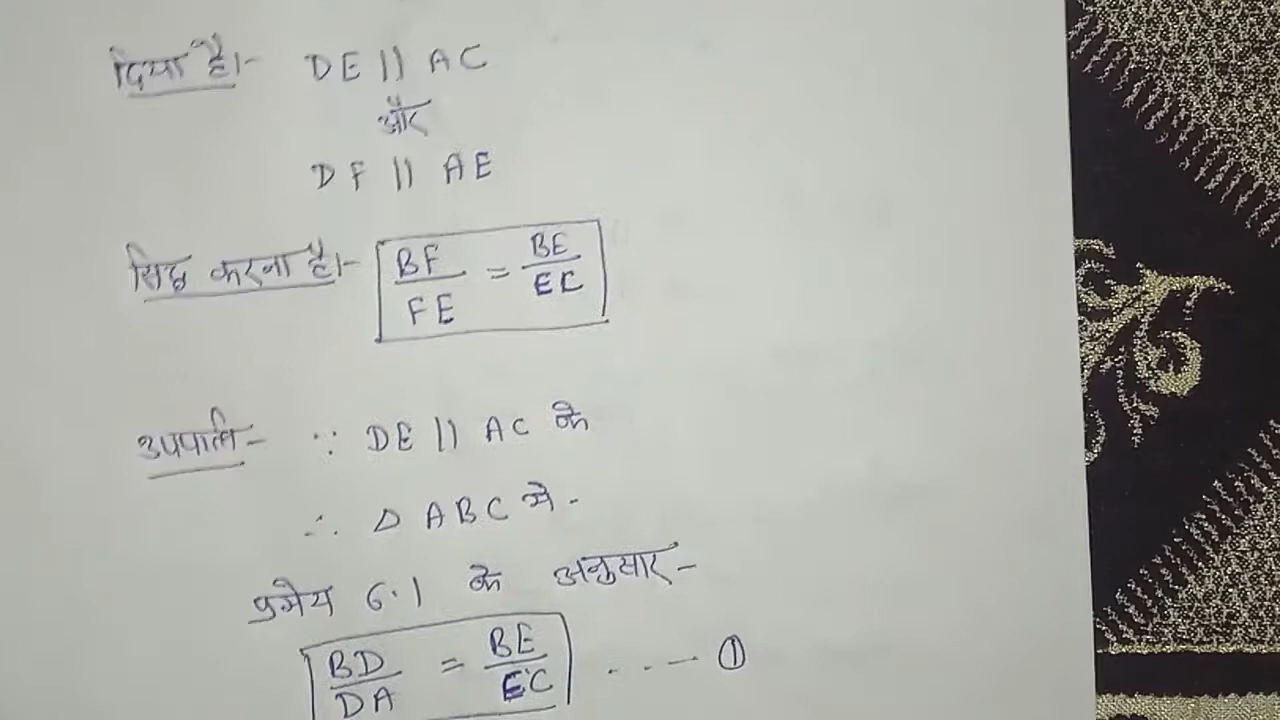 दिया है।- DE || AC
और
DF || AE
सिद्ध करना है।- BF/FE = BE/EC
उपपत्ति- ∵ DE || AC के
∴ Δ ABC में-
प्रमेय 6.1 के अनुसार-
BD/DA = BE/EC ....- ①